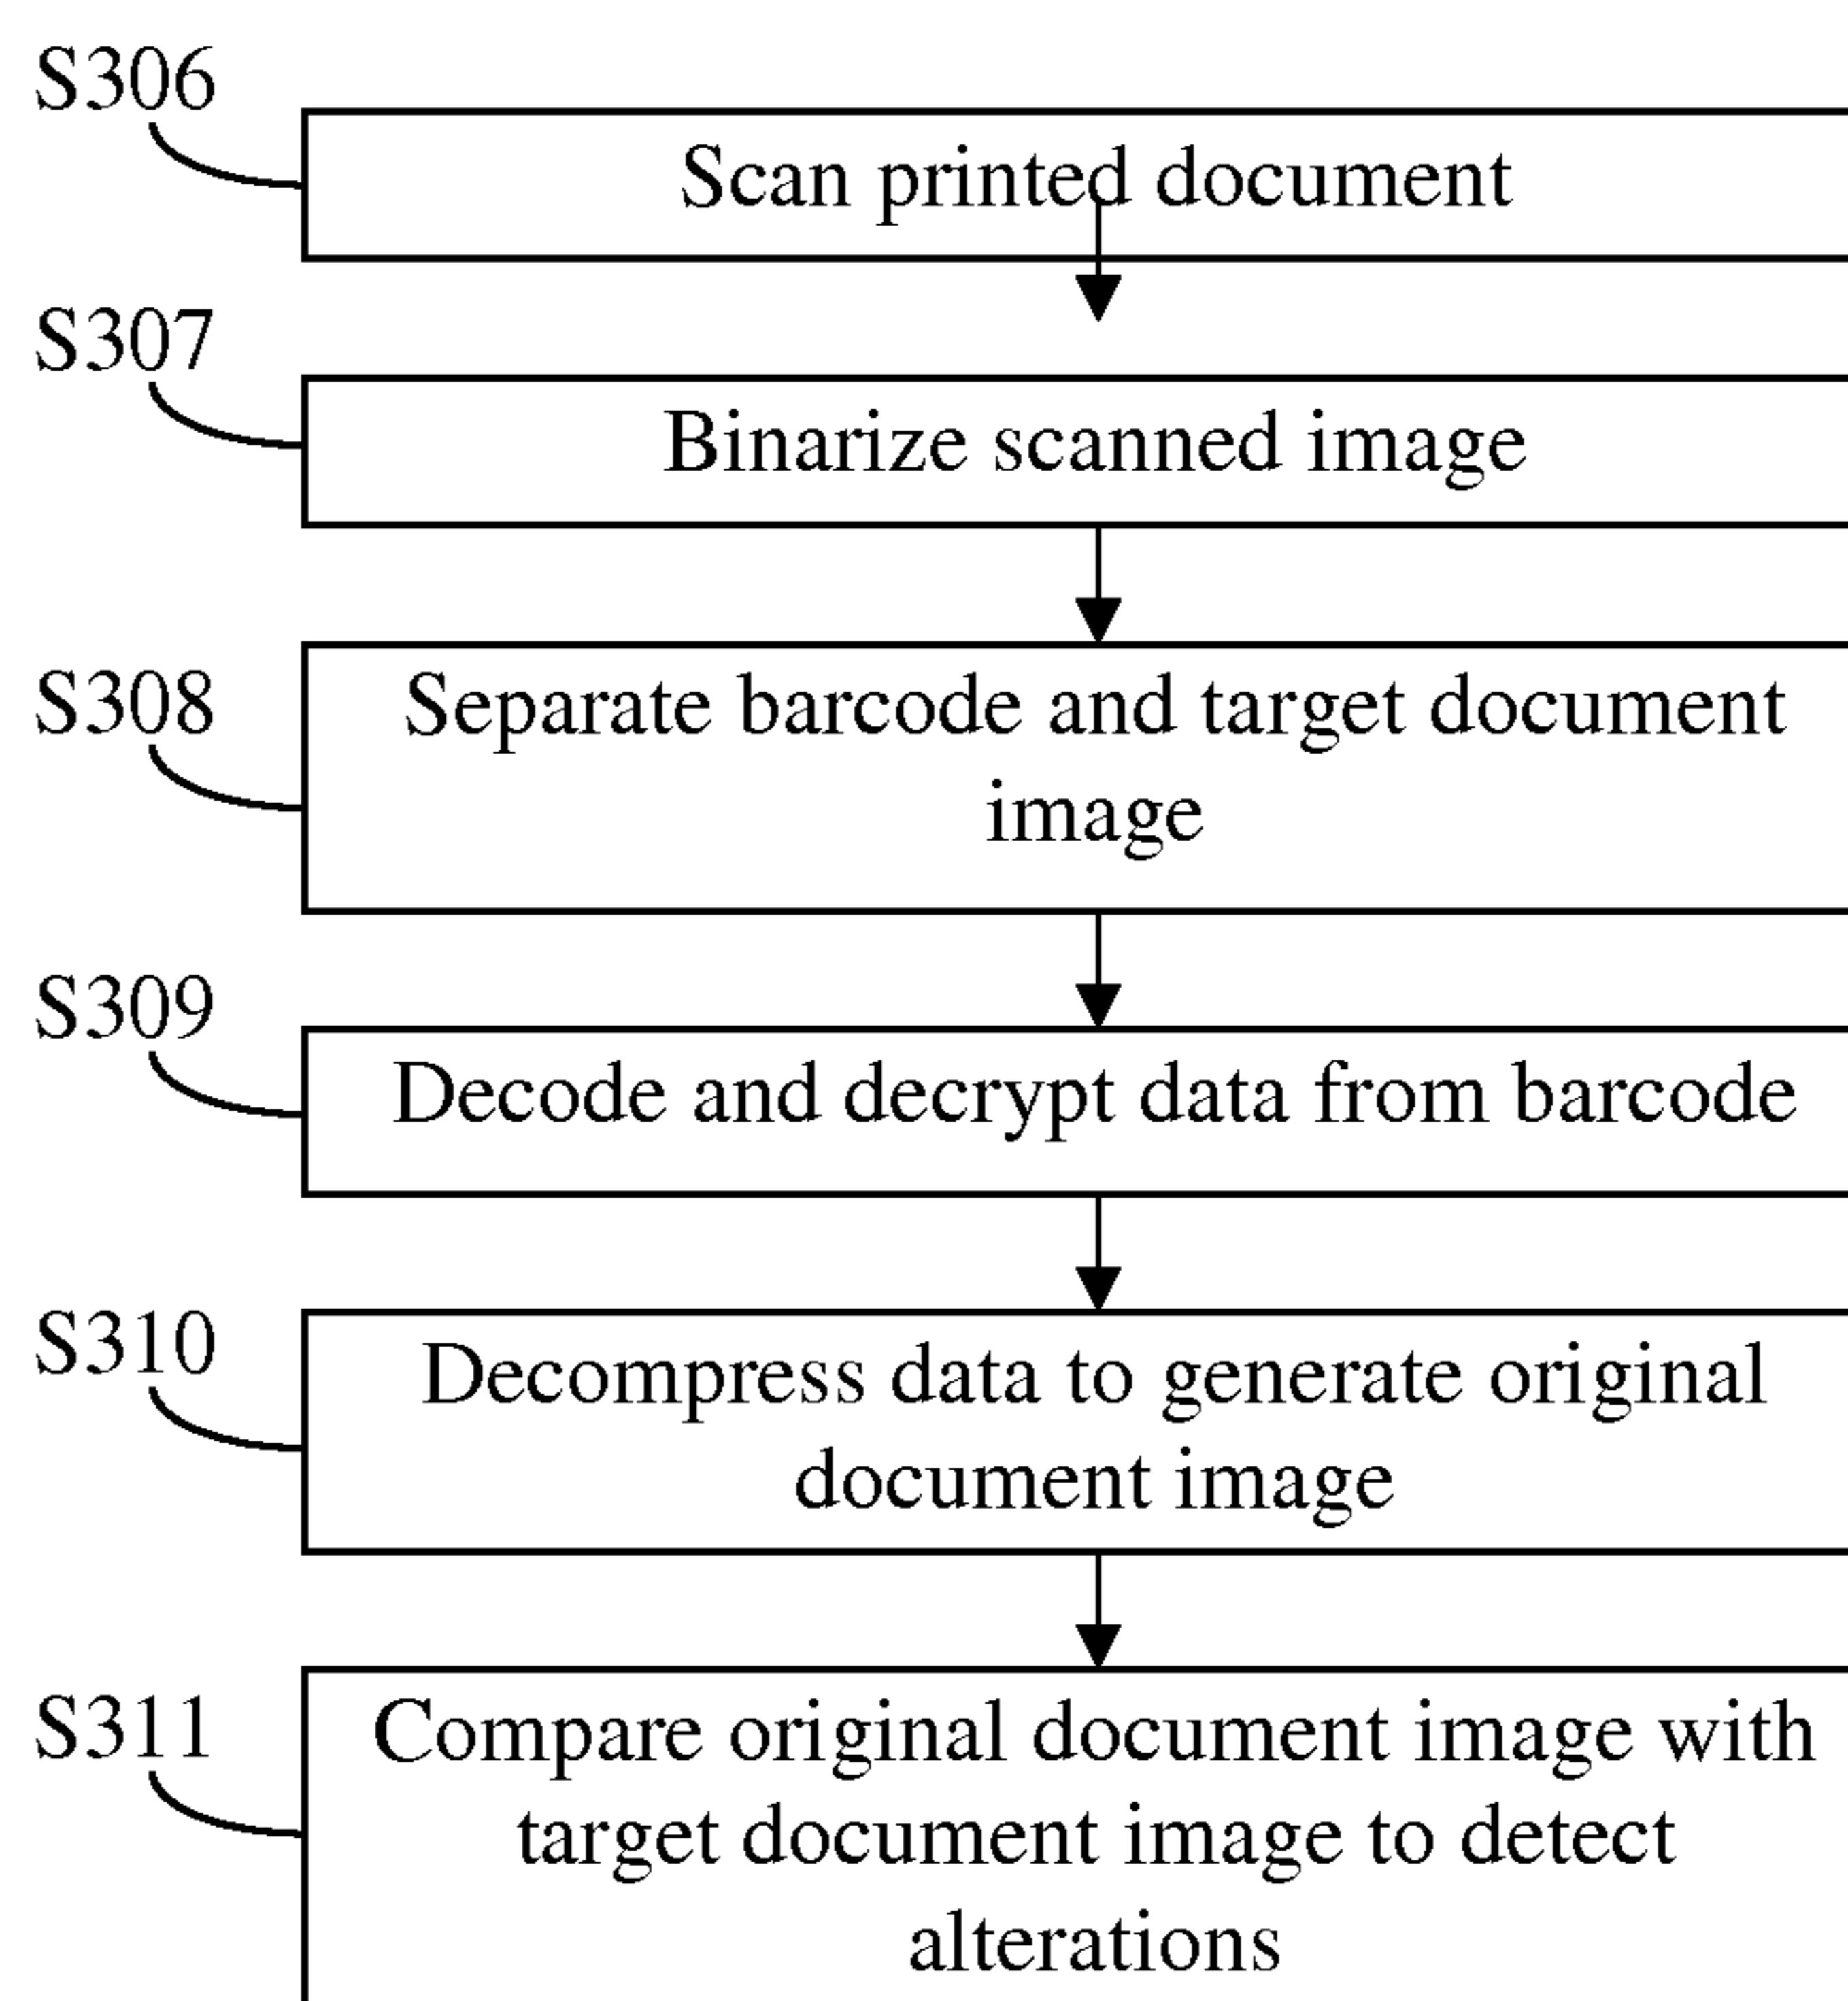 S306
Scan printed document
S307
Binarize scanned image
S308
Separate barcode and target document
image
S309
Decode and decrypt data from barcode
S310
Decompress data to generate original
document image
S311
Compare original document image with
target document image to detect
alterations